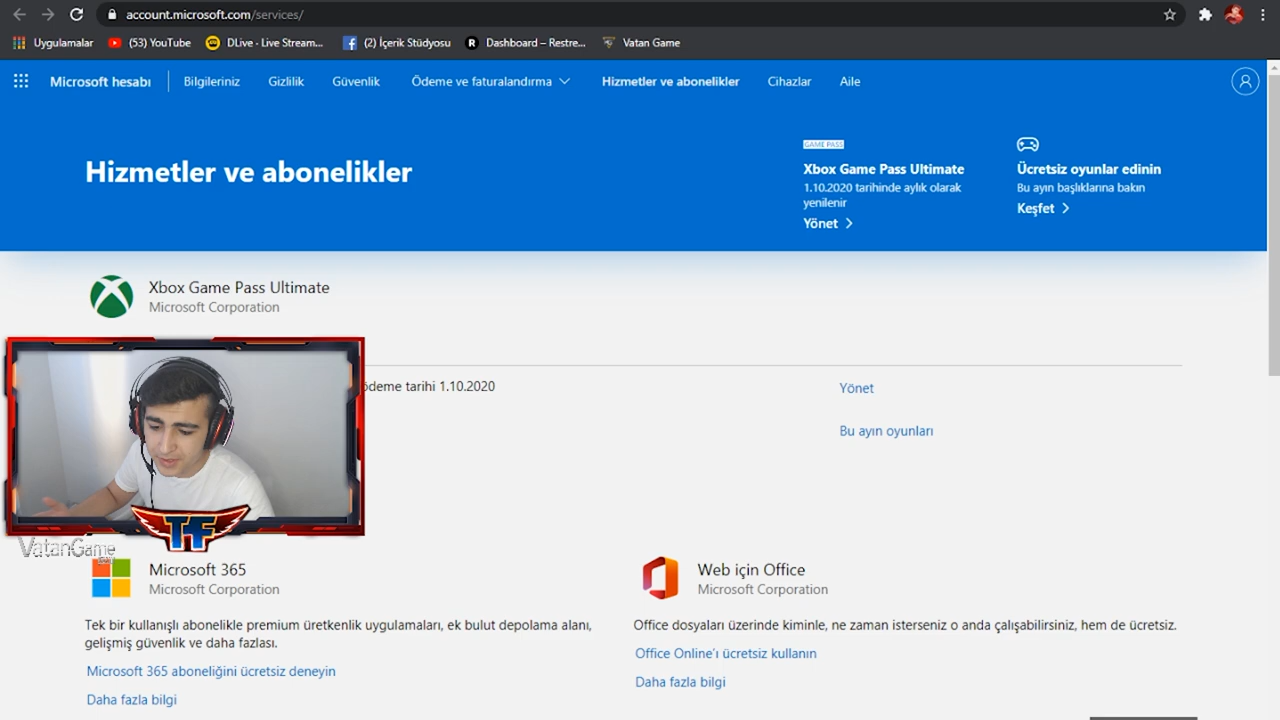 account.microsoft.com/services/
Uygulamalar
(53) YouTube
DLive - Live Stream...
(2) İçerik Stüdyosu
Dashboard – Restre...
Vatan Game
Microsoft hesabı
Bilgileriniz
Gizlilik
Güvenlik
Ödeme ve faturalandırma
Hizmetler ve abonelikler
Cihazlar
Aile
Hizmetler ve abonelikler
GAME PASS
Xbox Game Pass Ultimate
1.10.2020 tarihinde aylık olarak
yenilenir
Yönet
Ücretsiz oyunlar edinin
Bu ayın başlıklarına bakın
Keşfet
Xbox Game Pass Ultimate
Microsoft Corporation
ödeme tarihi 1.10.2020
Yönet
Bu ayın oyunları
TF
VatanGame
Microsoft 365
Microsoft Corporation
Tek bir kullanışlı abonelikle premium üretkenlik uygulamaları, ek bulut depolama alanı,
gelişmiş güvenlik ve daha fazlası.
Microsoft 365 aboneliğini ücretsiz deneyin
Daha fazla bilgi
Web için Office
Microsoft Corporation
Office dosyaları üzerinde kiminle, ne zaman isterseniz o anda çalışabilirsiniz, hem de ücretsiz.
Office Online'ı ücretsiz kullanın
Daha fazla bilgi